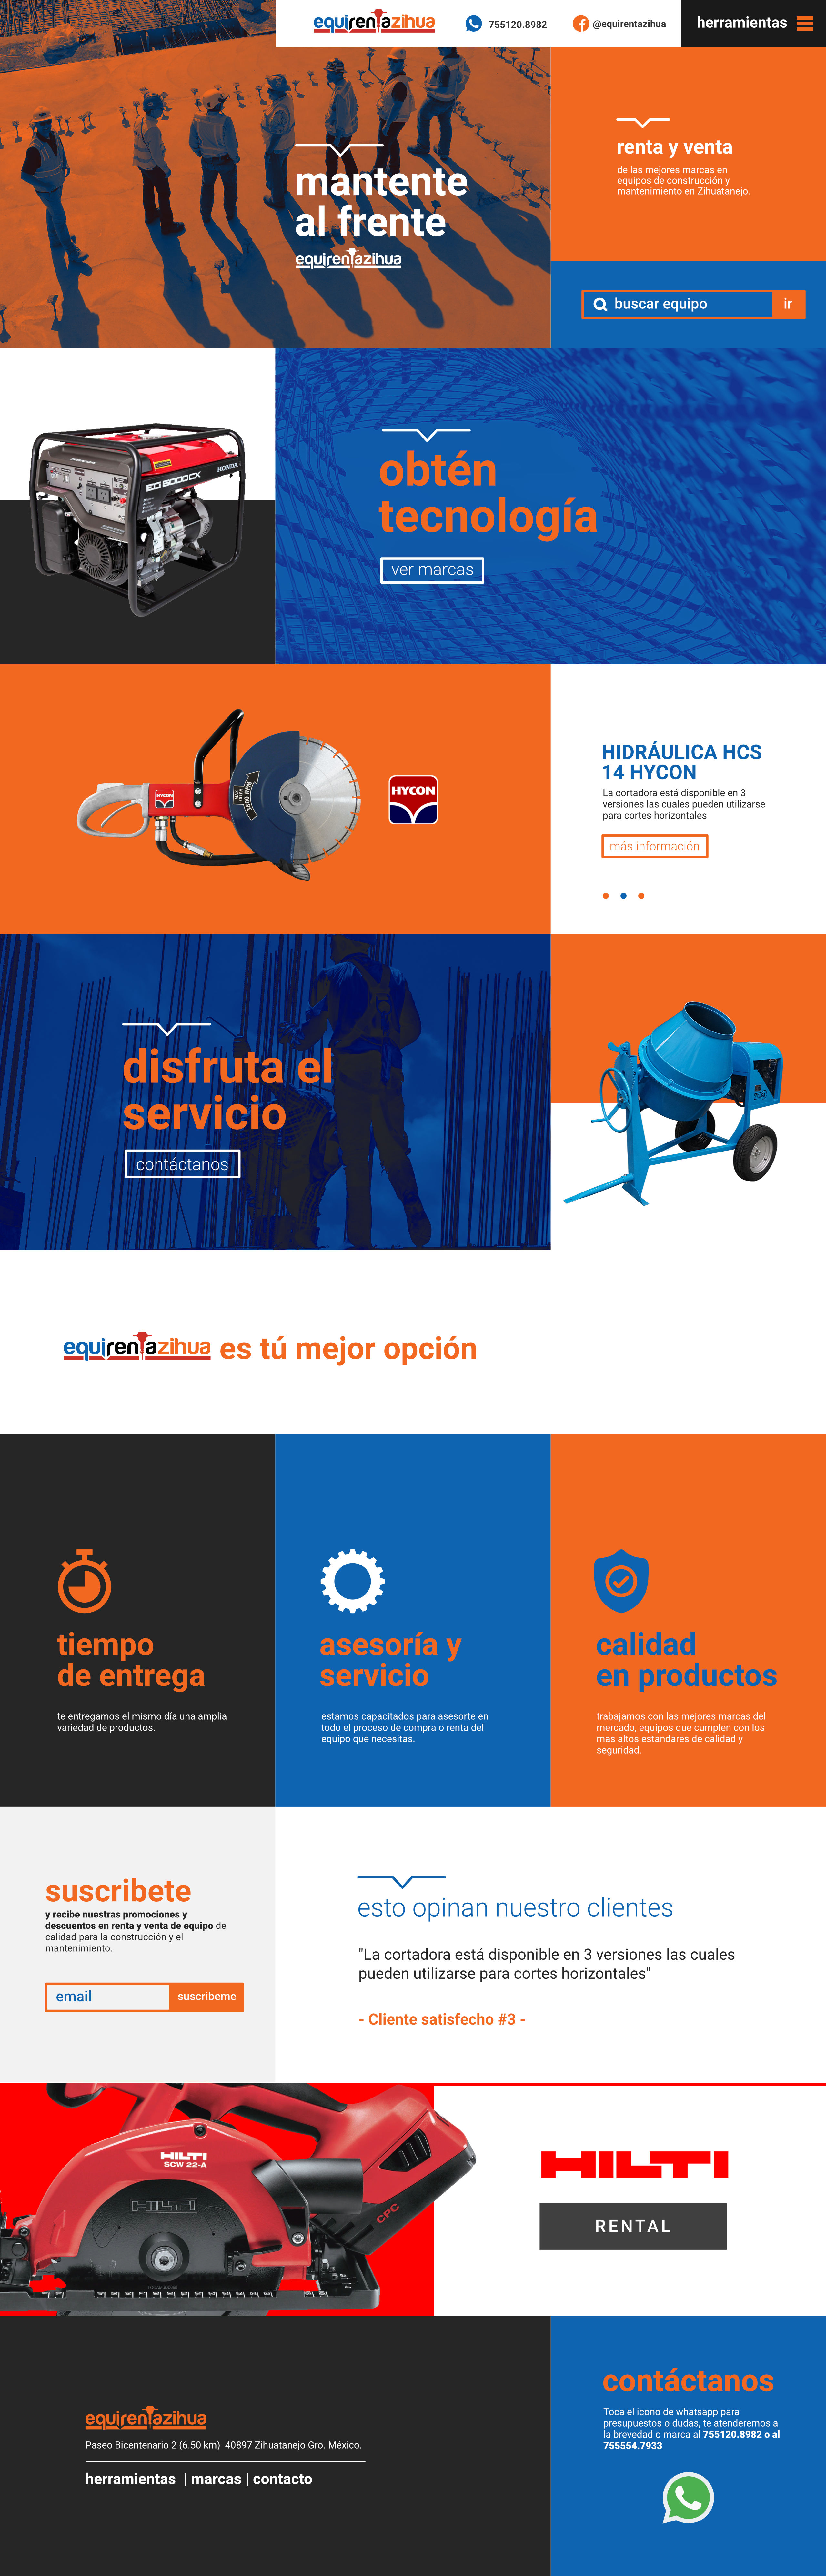 equirentazihua
755120.8982
@equirentazihua
herramientas
mantente
al frente
equirentazihua
renta y venta
de las mejores marcas en
equipos de construcción y
mantenimiento en Zihuatanejo.
buscar equipo
ir
HONDA
EG 5000CX
obtén
tecnología
ver marcas
HYCON
HYCON
HIDRÁULICA HCS
14 HYCON
La cortadora está disponible en 3
versiones las cuales pueden utilizarse
para cortes horizontales
más información
disfruta el
servicio
contáctanos
equirentazihua es tú mejor opción
tiempo
de entrega
te entregamos el mismo día una amplia
variedad de productos.
asesoría y
servicio
estamos capacitados para asesorte en
todo el proceso de compra o renta del
equipo que necesitas.
calidad
en productos
trabajamos con las mejores marcas del
mercado, equipos que cumplen con los
mas altos estandares de calidad y
seguridad.
suscribete
y recibe nuestras promociones y
descuentos en renta y venta de equipo de
calidad para la construcción y el
mantenimiento.
email
suscribeme
esto opinan nuestro clientes
"La cortadora está disponible en 3 versiones las cuales
pueden utilizarse para cortes horizontales"
- Cliente satisfecho #3 -
HILTI
SCW 22-A
HILTI
CPC
HILTI
RENTAL
equirentazihua
Paseo Bicentenario 2 (6.50 km) 40897 Zihuatanejo Gro. México.
herramientas | marcas | contacto
contáctanos
Toca el icono de whatsapp para
presupuestos o dudas, te atenderemos a
la brevedad o marca al 755120.8982 o al
755554.7933